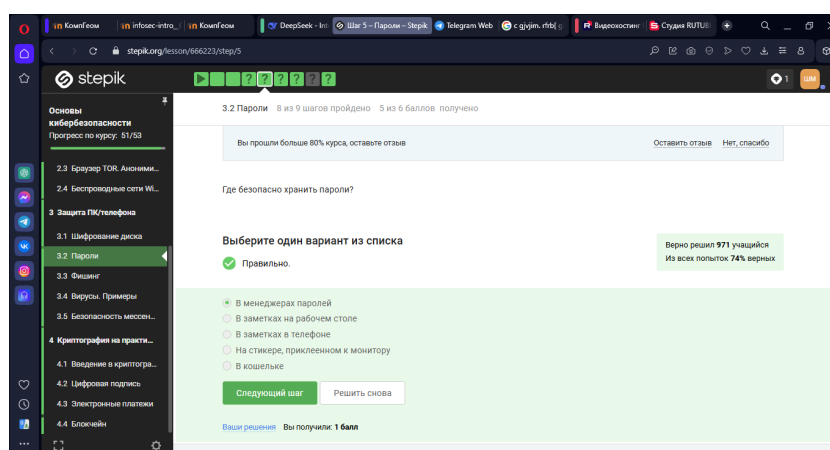 КомпГеом
infosec-intro_
КомпГеом
DeepSeek - Int
Шаг 5 – Пароли – Stepik
Telegram Web
с gjvjim. rfrb[
Видеохостинг
Студия RUTUB
stepik.org/lesson/666223/step/5
stepik
1
ШМ
Основы
кибербезопасности
Прогресс по курсу: 51/53
3.2 Пароли 8 из 9 шагов пройдено 5 из 6 баллов получено
Вы прошли больше 80% курса, оставьте отзыв
Оставить отзыв
Нет, спасибо
2.3 Браузер TOR. Аноними...
2.4 Беспроводные сети Wi...
3 Защита ПК/телефона
3.1 Шифрование диска
3.2 Пароли
3.3 Фишинг
3.4 Вирусы. Примеры
3.5 Безопасность мессен...
4 Криптография на практи...
4.1 Введение в криптогра...
4.2 Цифровая подпись
4.3 Электронные платежи
4.4 Блокчейн
Где безопасно хранить пароли?
Выберите один вариант из списка
Правильно.
Верно решил 971 учащийся
Из всех попыток 74% верных
В менеджерах паролей
В заметках на рабочем столе
В заметках в телефоне
На стикере, приклеенном к монитору
В кошельке
Следующий шаг
Решить снова
Ваши решения Вы получили: 1 балл